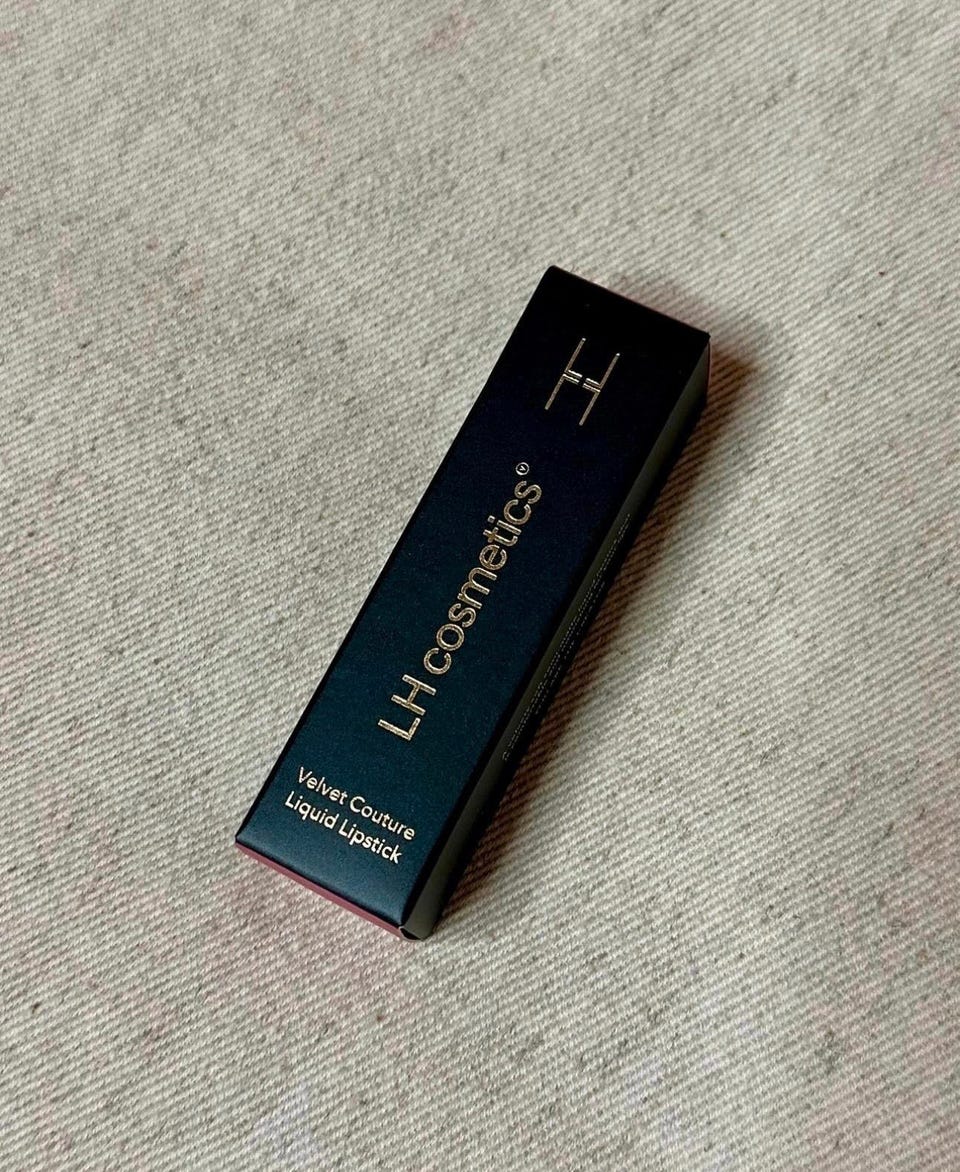 LH cosmetics
Velvet Couture
Liquid Lipstick